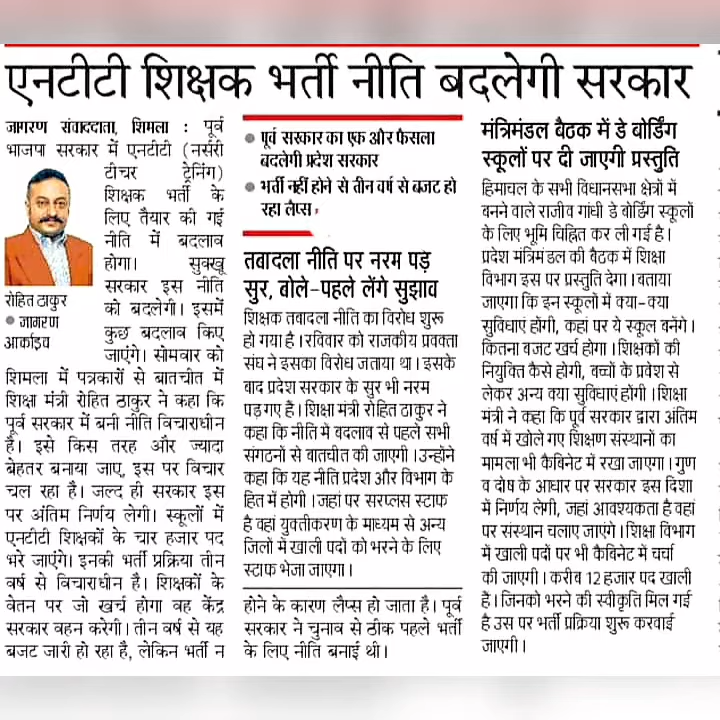 एनटीटी शिक्षक भर्ती नीति बदलेगी सरकार
जागरण संवाददाता, शिमला : पूर्व
भाजपा सरकार में एनटीटी (नर्सरी
टीचर ट्रेनिंग)
शिक्षक भर्ती के
लिए तैयार की गई
नीति में बदलाव
होगा। सुक्खू
सरकार इस नीति
को बदलेगी। इसमें
कुछ बदलाव किए
जाएंगे। सोमवार को
रोहित ठाकुर
● जागरण
आर्काइव
शिमला में पत्रकारों से बातचीत में
शिक्षा मंत्री रोहित ठाकुर ने कहा कि
पूर्व सरकार में बनी नीति विचाराधीन
है। इसे किस तरह और ज्यादा
बेहतर बनाया जाए, इस पर विचार
चल रहा है। जल्द ही सरकार इस
पर अंतिम निर्णय लेगी। स्कूलों में
एनटीटी शिक्षकों के चार हजार पद
भरे जाएंगे। इनकी भर्ती प्रक्रिया तीन
वर्ष से विचाराधीन है। शिक्षकों के
वेतन पर जो खर्च होगा वह केंद्र
सरकार वहन करेगी। तीन वर्ष से यह
बजट जारी हो रहा है, लेकिन भर्ती न
● पूर्व सरकार का एक और फैसला
बदलेगी प्रदेश सरकार
● भर्ती नहीं होने से तीन वर्ष से बजट हो
रहा लैप्स
तबादला नीति पर नरम पड़े
सुर, बोले-पहले लेंगे सुझाव
शिक्षक तबादला नीति का विरोध शुरू
हो गया है। रविवार को राजकीय प्रवक्ता
संघ ने इसका विरोध जताया था। इसके
बाद प्रदेश सरकार के सुर भी नरम
पड़ गए हैं। शिक्षा मंत्री रोहित ठाकुर ने
कहा कि नीति में बदलाव से पहले सभी
संगटनों से बातचीत की जाएगी। उन्होंने
कहा कि यह नीति प्रदेश और विभाग के
हित में होगी। जहां पर सरप्लस स्टाफ
है वहां युक्तीकरण के माध्यम से अन्य
जिलों में खाली पदों को भरने के लिए
स्टाफ भेजा जाएगा।
होने के कारण लैप्स हो जाता है। पूर्व
सरकार ने चुनाव से ठीक पहले भर्ती
के लिए नीति बनाई थी।
मंत्रिमंडल बैठक में डे बोर्डिंग
स्कूलों पर दी जाएगी प्रस्तुति
हिमाचल के सभी विधानसभा क्षेत्रों में
बनने वाले राजीव गांधी डे बोर्डिंग स्कूलों
के लिए भूमि चिह्नित कर ली गई है।
प्रदेश मंत्रिमंडल की बैठक में शिक्षा
विभाग इस पर प्रस्तुति देगा। बताया
जाएगा कि इन स्कूलों में क्या-क्या
सुविधाएं होंगी, कहां पर ये स्कूल बनेंगे।
कितना बजट खर्च होगा। शिक्षकों की
नियुक्ति कैसे होगी, बच्चों के प्रवेश से
लेकर अन्य क्या सुविधाएं होंगी। शिक्षा
मंत्री ने कहा कि पूर्व सरकार द्वारा अंतिम
वर्ष में खोले गए शिक्षण संस्थानों का
मामला भी कैबिनेट में रखा जाएगा। गुण
व दोष के आधार पर सरकार इस दिशा
में निर्णय लेगी, जहां आवश्यकता है वहां
पर संस्थान चलाए जाएंगे। शिक्षा विभाग
में खाली पदों पर भी कैबिनेट में चर्चा
की जाएगी। करीब 12 हजार पद खाली
हैं। जिनको भरने की स्वीकृति मिल गई
है उस पर भर्ती प्रक्रिया शुरू करवाई
जाएगी।